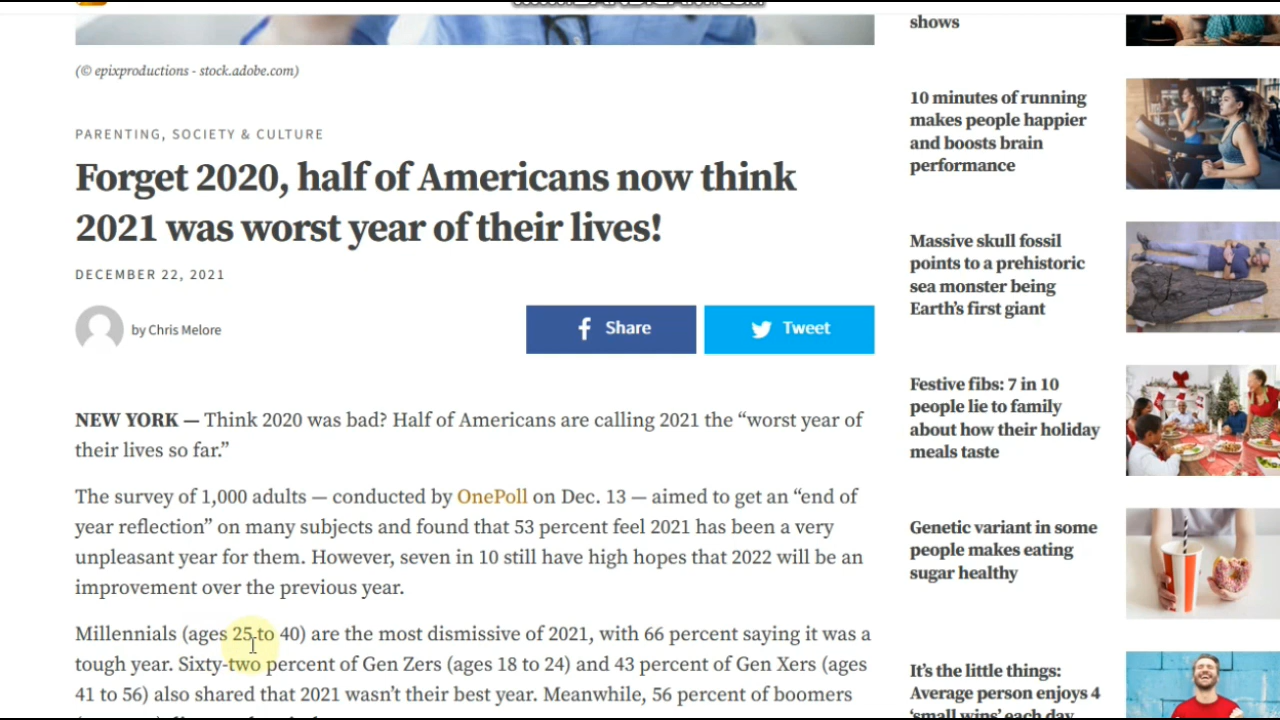 (© epixproductions - stock.adobe.com)
PARENTING, SOCIETY & CULTURE
Forget 2020, half of Americans now think
2021 was worst year of their lives!
DECEMBER 22, 2021
by Chris Melore
Share
Tweet
NEW YORK — Think 2020 was bad? Half of Americans are calling 2021 the “worst year of
their lives so far.”
The survey of 1,000 adults — conducted by OnePoll on Dec. 13 — aimed to get an “end of
year reflection” on many subjects and found that 53 percent feel 2021 has been a very
unpleasant year for them. However, seven in 10 still have high hopes that 2022 will be an
improvement over the previous year.
Millennials (ages 25 to 40) are the most dismissive of 2021, with 66 percent saying it was a
tough year. Sixty-two percent of Gen Zers (ages 18 to 24) and 43 percent of Gen Xers (ages
41 to 56) also shared that 2021 wasn’t their best year. Meanwhile, 56 percent of boomers
shows
10 minutes of running
makes people happier
and boosts brain
performance
Massive skull fossil
points to a prehistoric
sea monster being
Earth’s first giant
Festive fibs: 7 in 10
people lie to family
about how their holiday
meals taste
Genetic variant in some
people makes eating
sugar healthy
It’s the little things:
Average person enjoys 4
‘small wins’ each day